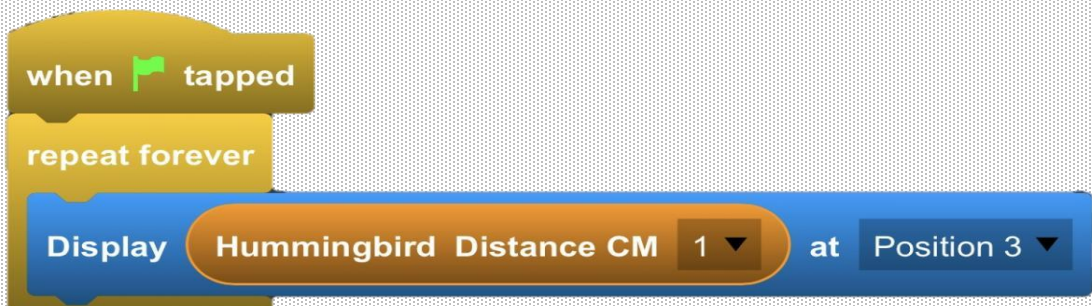 when tapped
repeat forever
Display Hummingbird Distance CM 1 at Position 3